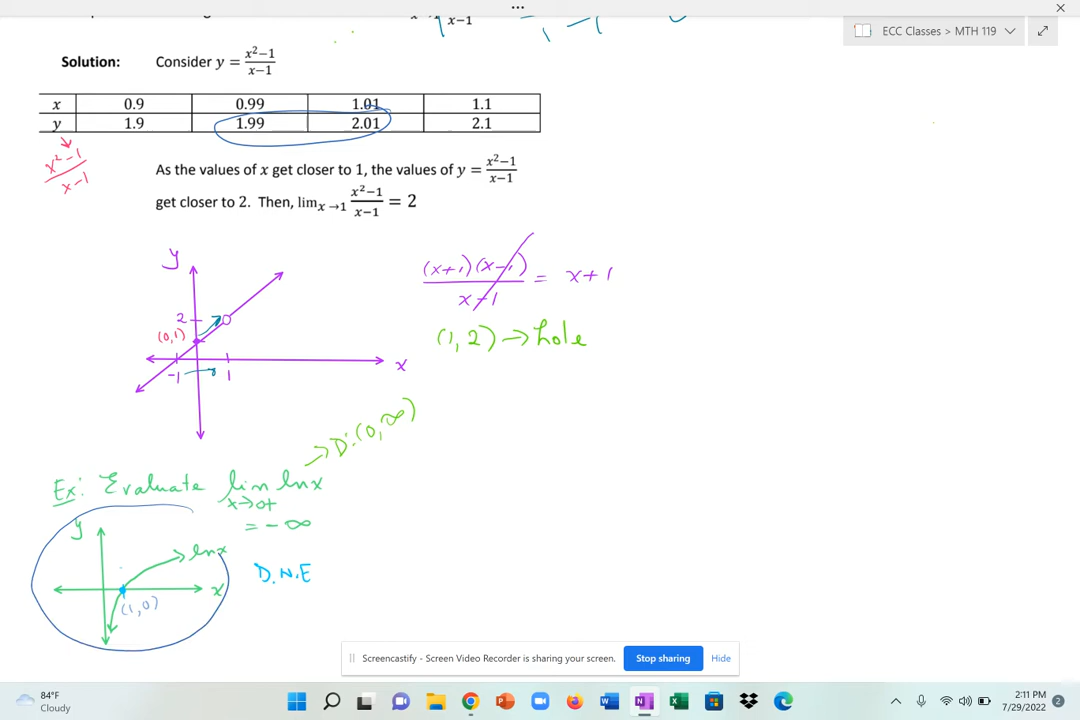 x-1
ECC Classes > MTH 119
Solution: Consider y = x²−1/x−1
x 0.9 0.99 1.01 1.1
y 1.9 1.99 2.01 2.1
x²-1/x-1
As the values of x get closer to 1, the values of y = x²−1/x−1
get closer to 2. Then, lim x→1 x²−1/x−1 = 2
y
(x+1)(x-1)/x-1 = x+1
2
(0,1)
(1,2) → hole
x
-1 1
→ D: (0,∞)
Ex: Evaluate lim x→0+ lnx
= -∞
y
lnx
x
(1,0)
D.N.E
Screencastify - Screen Video Recorder is sharing your screen. Stop sharing Hide
84°F
Cloudy
2:11 PM
7/29/2022
2